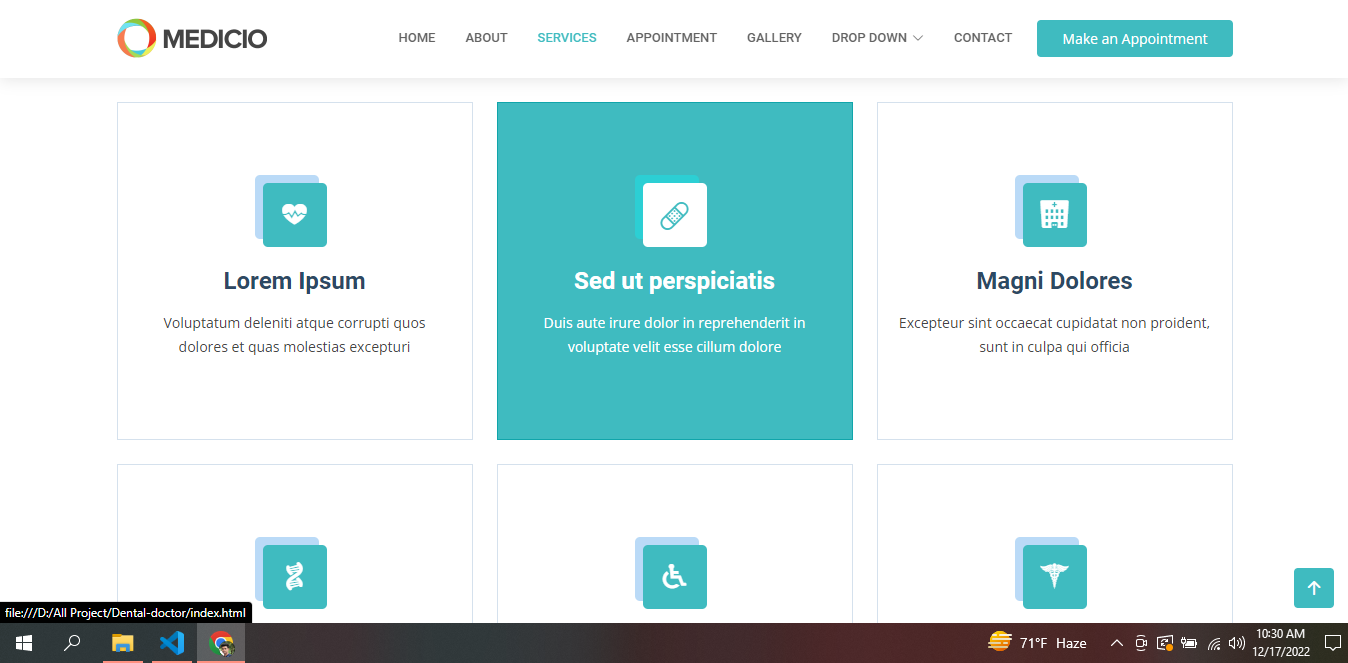 MEDICIO
HOME ABOUT SERVICES APPOINTMENT GALLERY DROP DOWN CONTACT Make an Appointment
Lorem Ipsum
Voluptatum deleniti atque corrupti quos
dolores et quas molestias excepturi
Sed ut perspiciatis
Duis aute irure dolor in reprehenderit in
voluptate velit esse cillum dolore
Magni Dolores
Excepteur sint occaecat cupidatat non proident,
sunt in culpa qui officia
file:///D:/All Project/Dental-doctor/index.html
71°F Haze
10:30 AM
12/17/2022